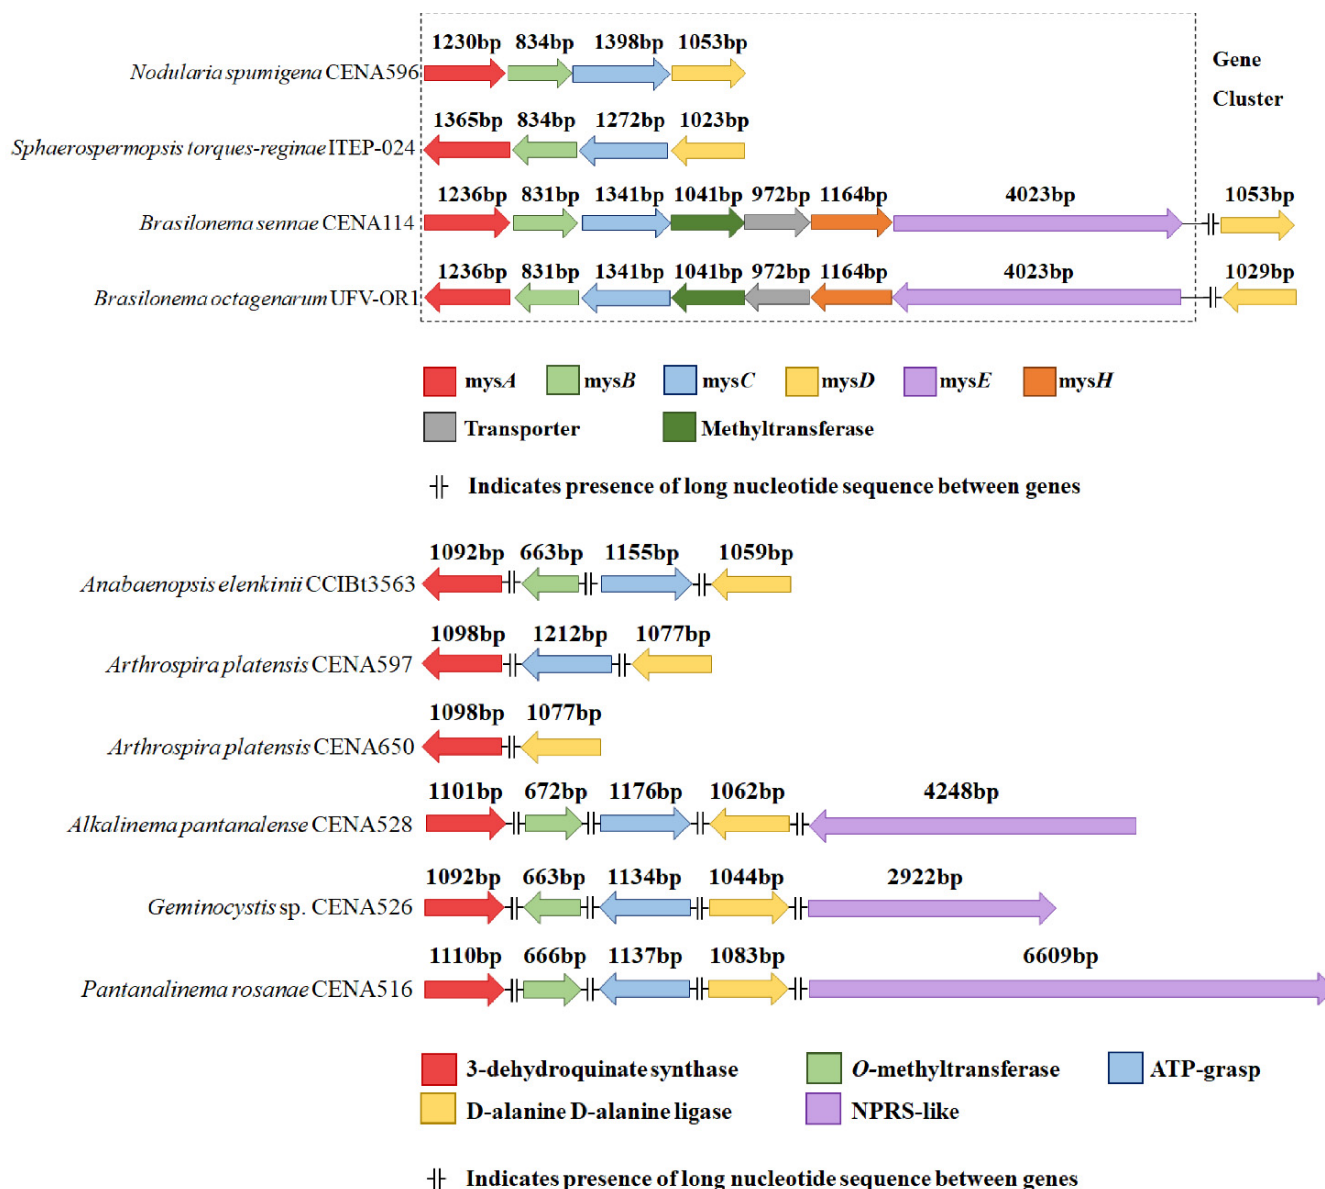 1230bp 834bp 1398bp 1053bp
Nodularia spumigena CENA596
Gene
Cluster
1365bp 834bp 1272bp 1023bp
Sphaerospermopsis torques-reginae ITEP-024
1236bp 831bp 1341bp 1041bp 972bp 1164bp 4023bp 1053bp
Brasilonema sennae CENA114
1236bp 831bp 1341bp 1041bp 972bp 1164bp 4023bp 1029bp
Brasilonema octagenarum UFV-OR1
mysA mysB mysC mysD mysE mysH
Transporter Methyltransferase
Indicates presence of long nucleotide sequence between genes
1092bp 663bp 1155bp 1059bp
Anabaenopsis elenkinii CCIBt3563
1098bp 1212bp 1077bp
Arthrospira platensis CENA597
1098bp 1077bp
Arthrospira platensis CENA650
1101bp 672bp 1176bp 1062bp 4248bp
Alkalinema pantanalense CENA528
1092bp 663bp 1134bp 1044bp 2922bp
Geminocystis sp. CENA526
1110bp 666bp 1137bp 1083bp 6609bp
Pantanalinema rosanae CENA516
3-dehydroquinate synthase O-methyltransferase ATP-grasp
D-alanine D-alanine ligase NPRS-like
Indicates presence of long nucleotide sequence between genes